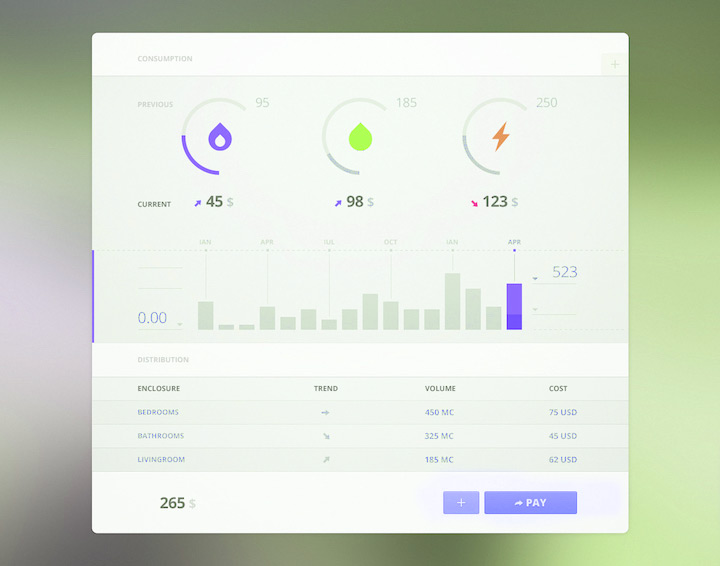 CONSUMPTION
+
PREVIOUS 95 185 250
CURRENT 45 $ 98 $ 123 $
JAN APR JUL OCT JAN APR
523
0.00
DISTRIBUTION
ENCLOSURE TREND VOLUME COST
BEDROOMS 450 MC 75 USD
BATHROOMS 325 MC 45 USD
LIVINGROOM 185 MC 62 USD
265 $ + PAY